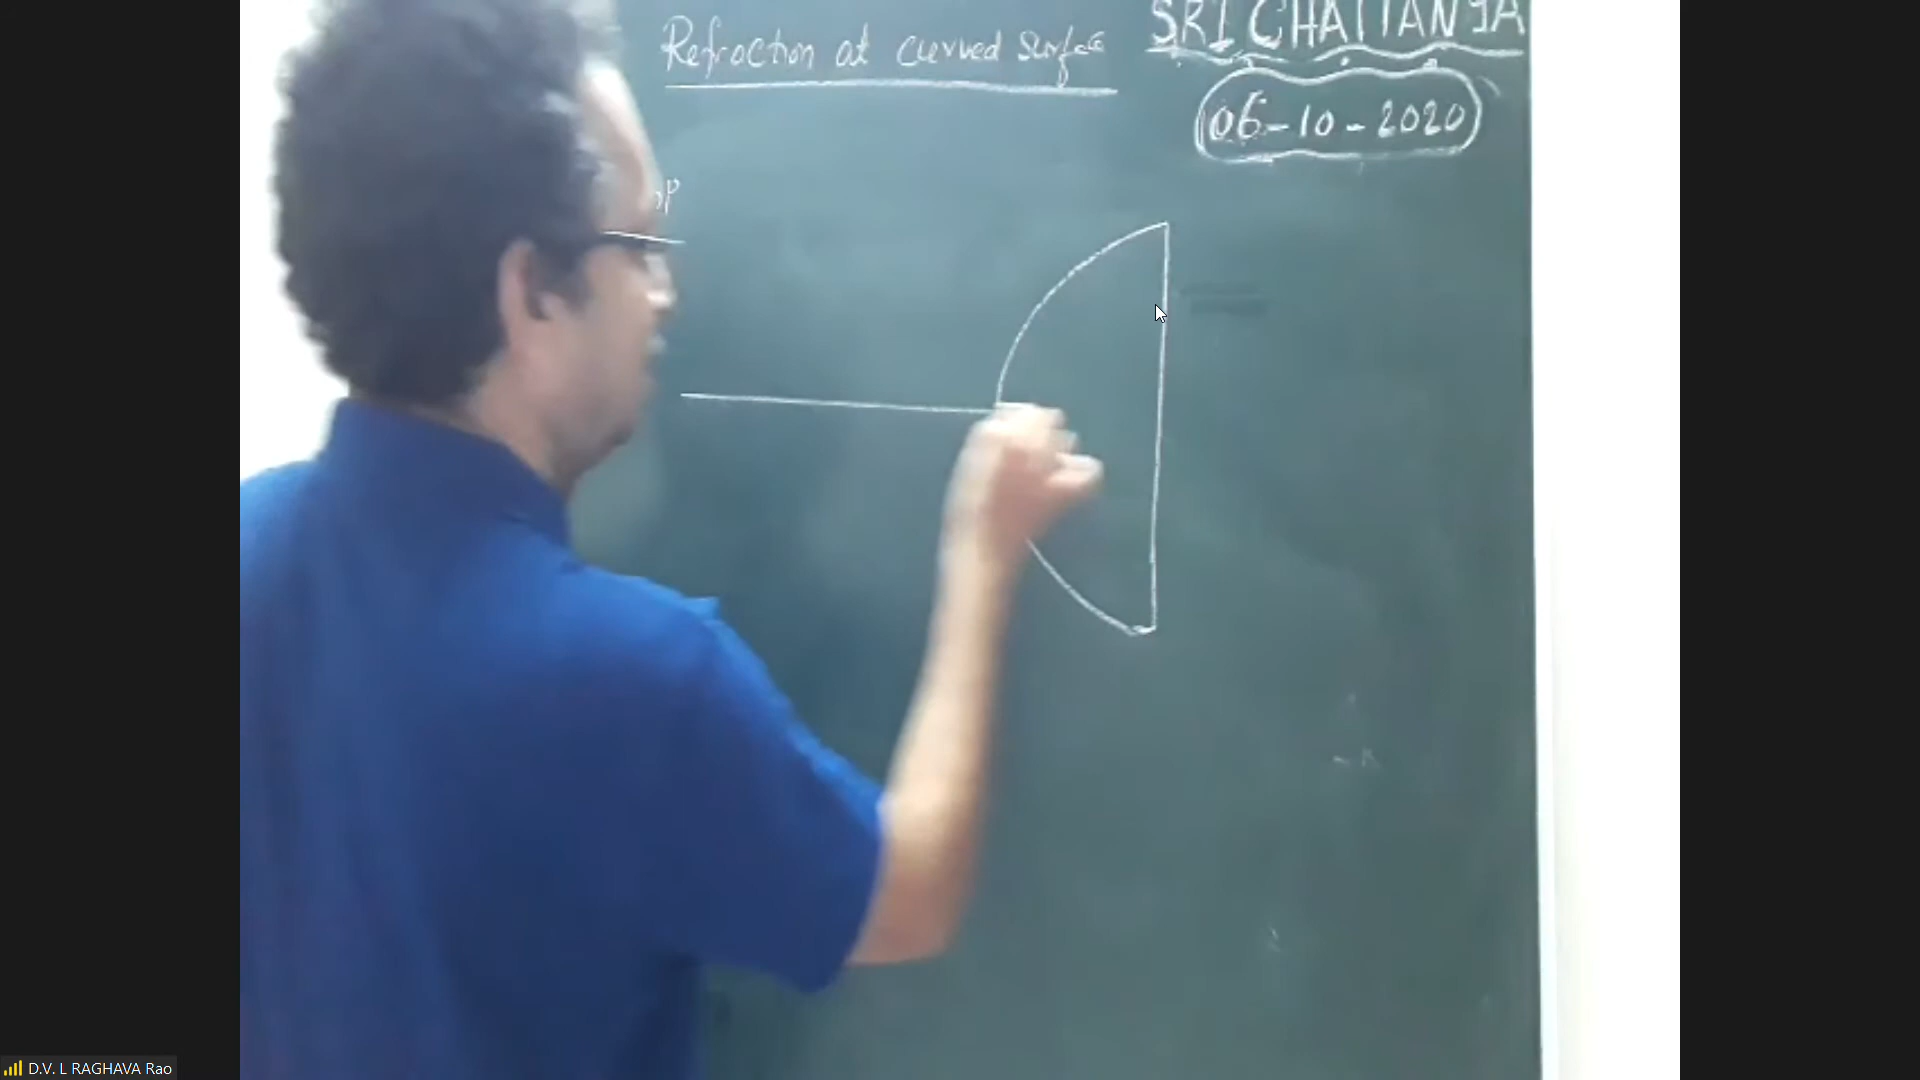 Refraction at curved surface
SRI CHAITANYA
06-10-2020
D.V. L RAGHAVA Rao